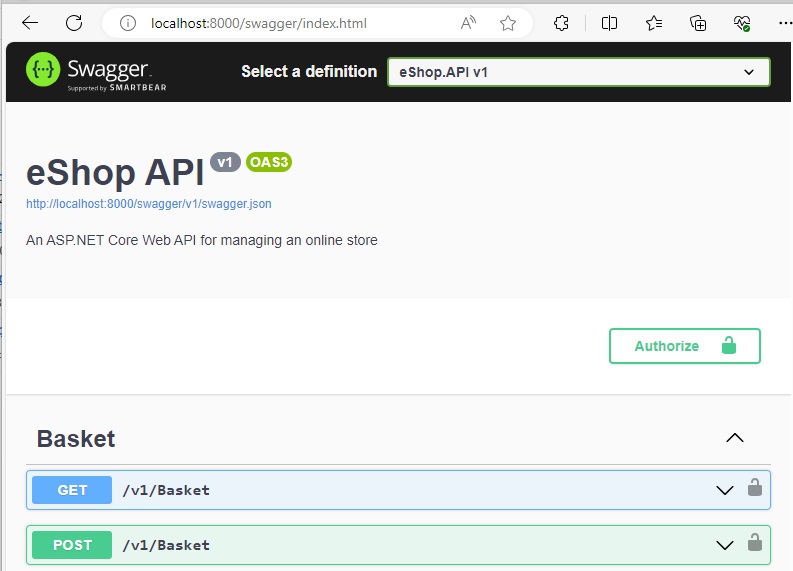 localhost:8000/swagger/index.html
Swagger
Supported by SMARTBEAR
Select a definition
eShop.API v1
eShop API v1 OAS3
http://localhost:8000/swagger/v1/swagger.json
An ASP.NET Core Web API for managing an online store
Authorize
Basket
GET /v1/Basket
POST /v1/Basket